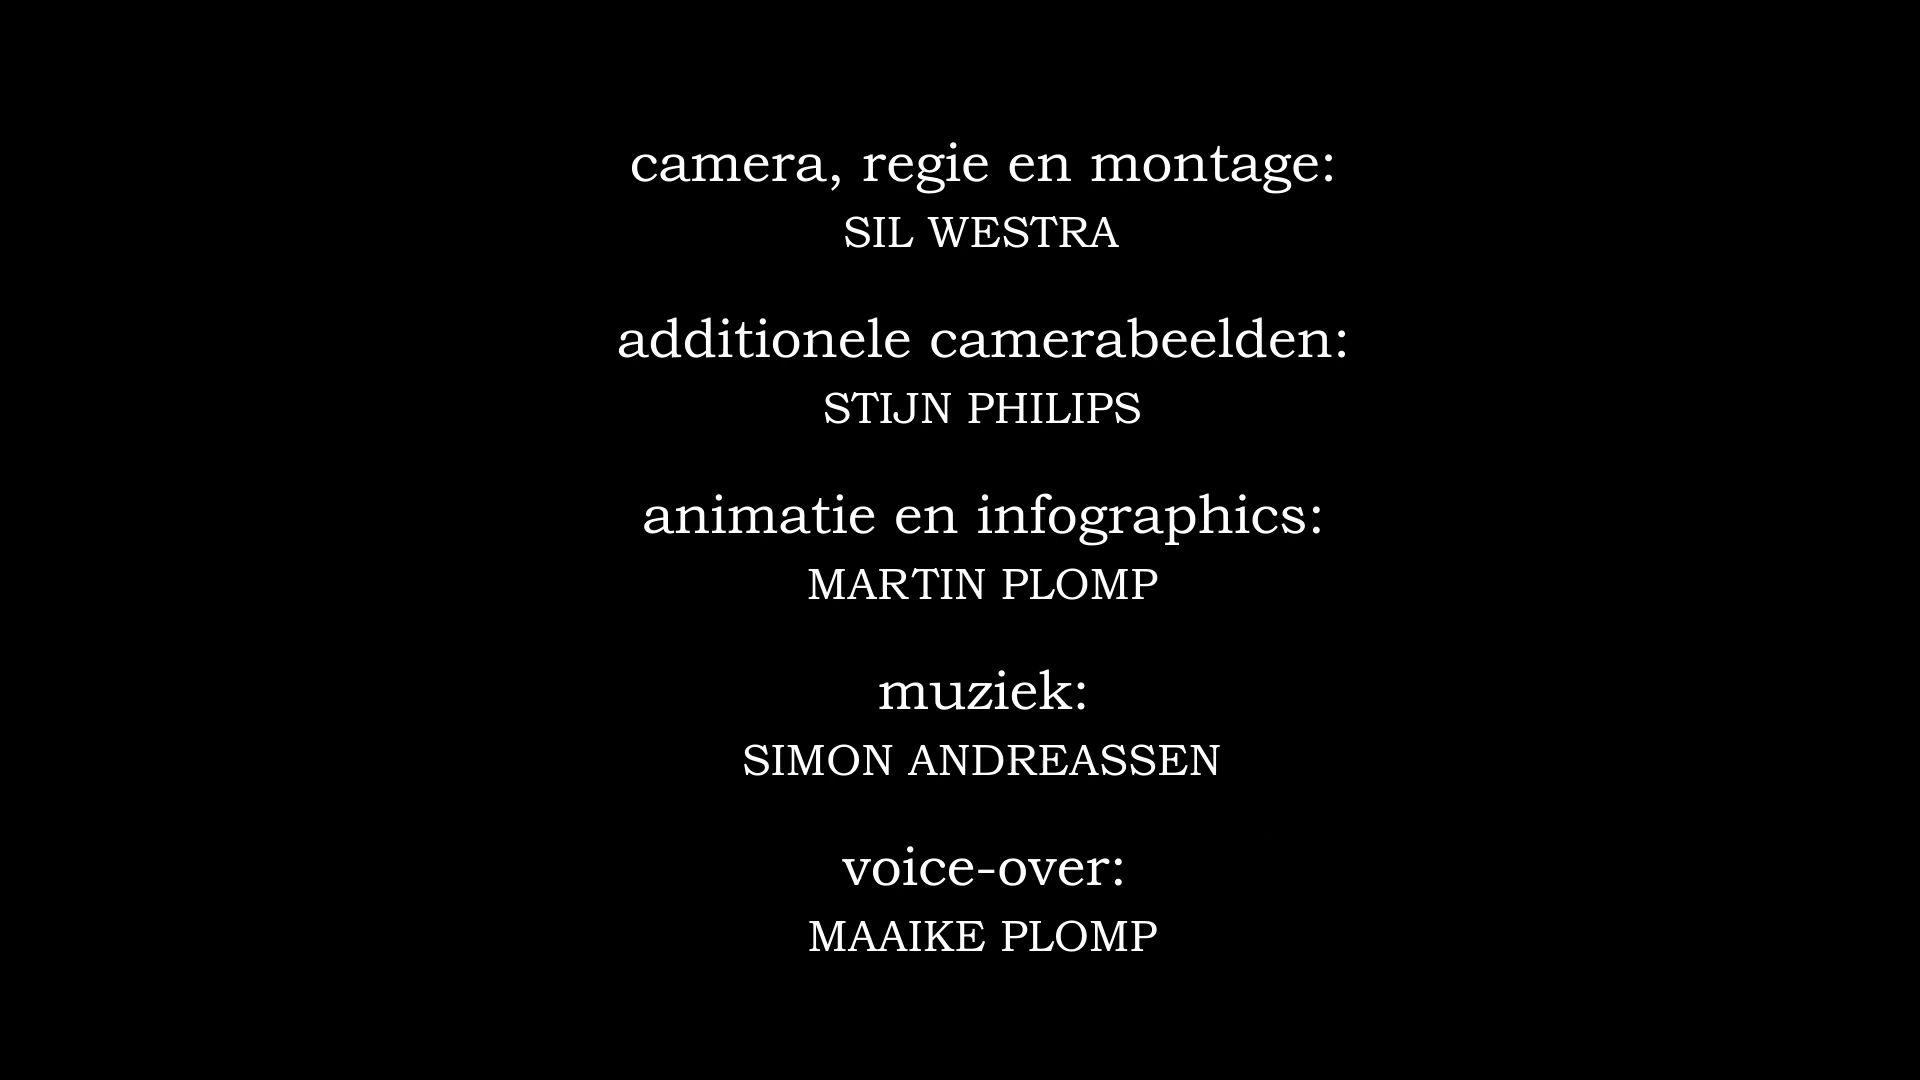 camera, regie en montage:
SIL WESTRA
additionele camerabeelden:
STIJN PHILIPS
animatie en infographics:
MARTIN PLOMP
muziek:
SIMON ANDREASSEN
voice-over:
MAAIKE PLOMP